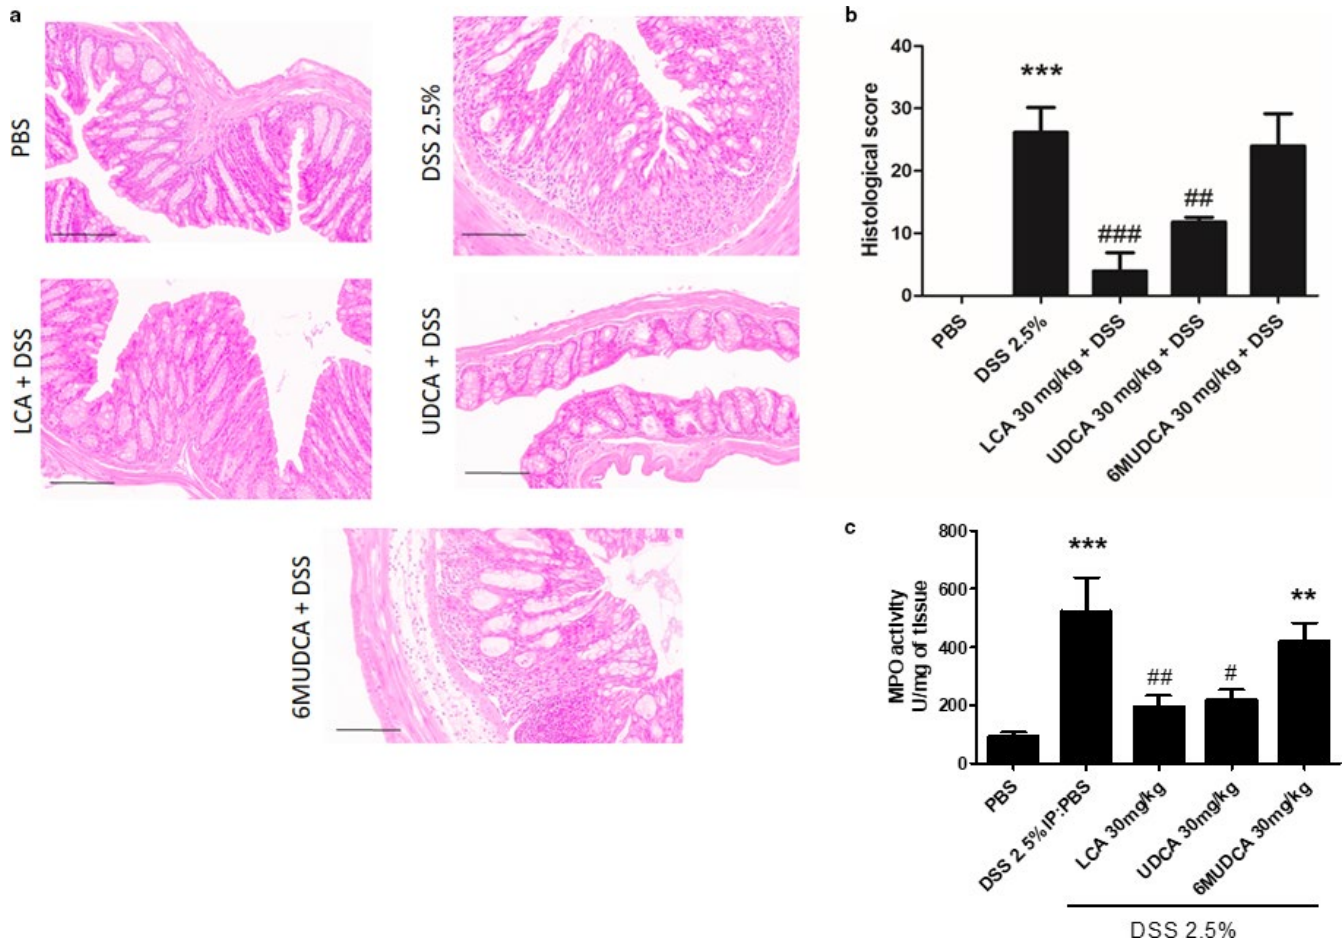 a
PBS
DSS 2.5%
LCA + DSS
UDCA + DSS
6MUDCA + DSS
b
Histological score
40
30
20
10
0
***
###
##
PBS
DSS 2.5%
LCA 30 mg/kg + DSS
UDCA 30 mg/kg + DSS
6MUDCA 30 mg/kg + DSS
c
MPO activity
U/mg of tissue
800
600
400
200
0
***
##
#
**
PBS
DSS 2 5% IP:PBS
LCA 30mg/kg
UDCA 30mg/kg
6MUDCA 30mg/kg
DSS 2.5%